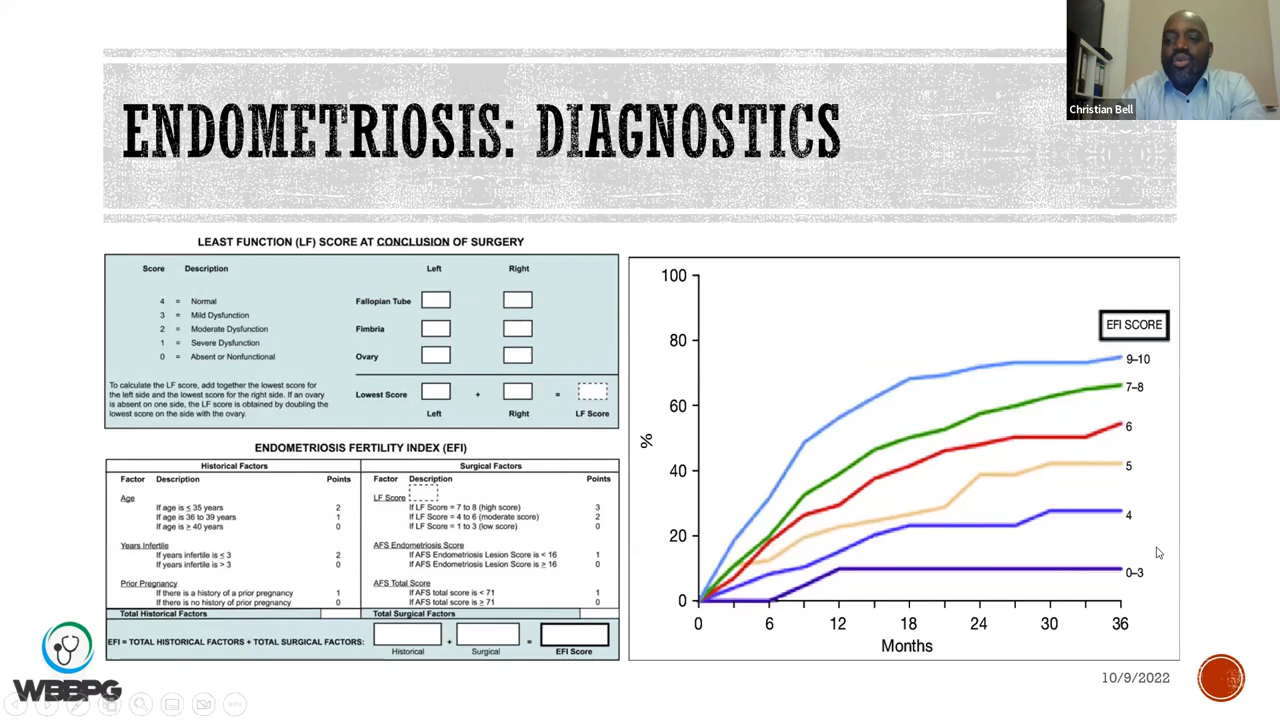 Christian Bell
ENDOMETRIOSIS: DIAGNOSTICS
LEAST FUNCTION (LF) SCORE AT CONCLUSION OF SURGERY
Score Description Left Right
4 = Normal
3 = Mild Dysfunction
2 = Moderate Dysfunction
1 = Severe Dysfunction
0 = Absent or Nonfunctional
Fallopian Tube
Fimbria
Ovary
To calculate the LF score, add together the lowest score for
the left side and the lowest score for the right side. If an ovary
is absent on one side, the LF score is obtained by doubling the
lowest score on the side with the ovary.
Lowest Score + =
Left Right LF Score
ENDOMETRIOSIS FERTILITY INDEX (EFI)
Historical Factors
Factor Description Points
Age
If age is ≤ 35 years 2
If age is 36 to 39 years 1
If age is ≥ 40 years 0
Years Infertile
If years infertile is ≤ 3 2
If years infertile is > 3 0
Prior Pregnancy
If there is a history of a prior pregnancy 1
If there is no history of prior pregnancy 0
Total Historical Factors
Surgical Factors
Factor Description Points
LF Score
If LF Score = 7 to 8 (high score) 3
If LF Score = 4 to 6 (moderate score) 2
If LF Score = 1 to 3 (low score) 0
AFS Endometriosis Score
If AFS Endometriosis Lesion Score is < 16 1
If AFS Endometriosis Lesion Score is ≥ 16 0
AFS Total Score
If AFS total score is < 71 1
If AFS total score is ≥ 71 0
Total Surgical Factors
EFI = TOTAL HISTORICAL FACTORS + TOTAL SURGICAL FACTORS: + =
Historical Surgical EFI Score
100
80
60
40
20
0
%
EFI SCORE
9–10
7–8
6
5
4
0–3
0 6 12 18 24 30 36
Months
WBBPG
10/9/2022